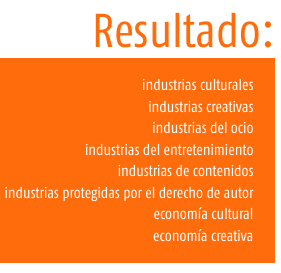 Resultado:
industrias culturales
industrias creativas
industrias del ocio
industrias del entretenimiento
industrias de contenidos
industrias protegidas por el derecho de autor
economía cultural
economía creativa